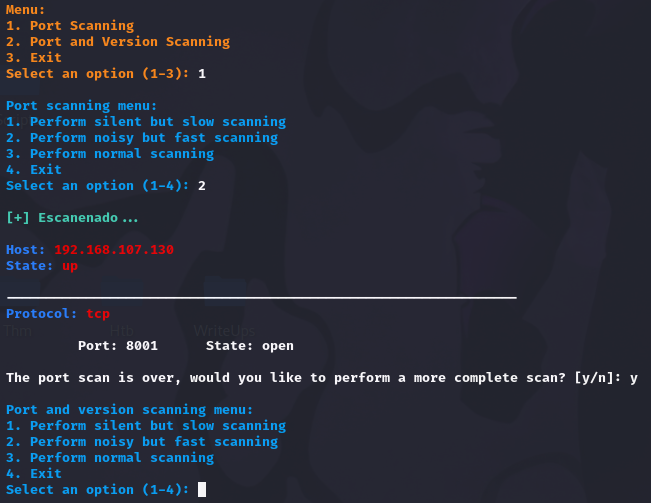 Menu:
1. Port Scanning
2. Port and Version Scanning
3. Exit
Select an option (1-3): 1
Port scanning menu:
1. Perform silent but slow scanning
2. Perform noisy but fast scanning
3. Perform normal scanning
4. Exit
Select an option (1-4): 2
[+] Escanenado...
Host: 192.168.107.130
State: up
Protocol: tcp
Thm Htb WriteUps
Port: 8001 State: open
The port scan is over, would you like to perform a more complete scan? [y/n]: y
Port and version scanning menu:
1. Perform silent but slow scanning
2. Perform noisy but fast scanning
3. Perform normal scanning
4. Exit
Select an option (1-4):